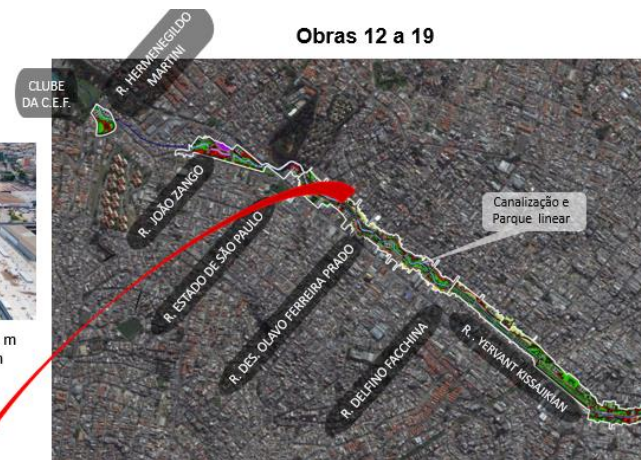 Obras 12 a 19
R. HERMENEGILDO
MARTINI
CLUBE
DA C.E.F.
R. JOÃO ZANGO
R. ESTADO DE SÃO PAULO
R. DES. OLAVO FERREIRA PRADO
R. DELFINO FACCHINA
R. . YERVANT KISSAJIKIAN
Canalização e
Parque linear
m